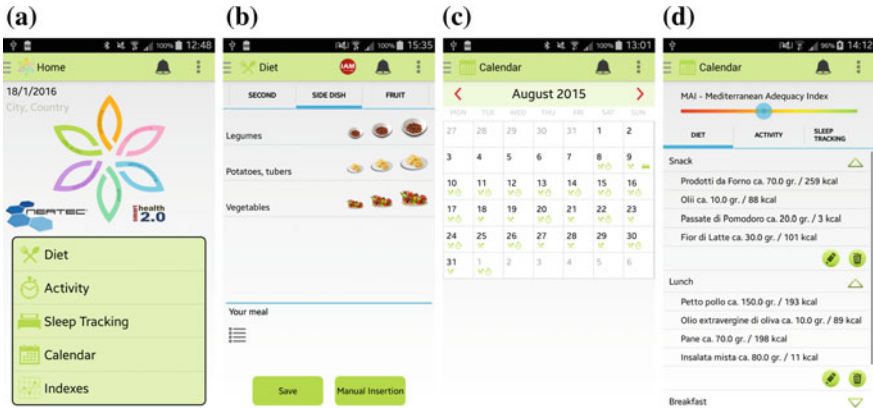 (a)
(b)
(c)
(d)
100% 12:48
Home
18/1/2016
City, Country
NERTEC
smart health 2.0
Diet
Activity
Sleep Tracking
Calendar
Indexes
100% 15:35
Diet
IAM
SECOND SIDE DISH FRUIT
Legumes
Potatoes, tubers
Vegetables
Your meal
Save
Manual Insertion
100% 13:01
Calendar
August 2015
MON TUE WED THU FRI SAT SUN
27 28 29 30 31 1 2
3 4 5 6 7 8 9
10 11 12 13 14 15 16
17 18 19 20 21 22 23
24 25 26 27 28 29 30
31 1 2 3 4 5 6
96% 14:12
Calendar
MAI - Mediterranean Adequacy Index
DIET ACTIVITY SLEEP TRACKING
Snack
Prodotti da Forno ca. 70.0 gr. / 259 kcal
Olii ca. 10.0 gr. / 88 kcal
Passate di Pomodoro ca. 20.0 gr. / 3 kcal
Fior di Latte ca. 30.0 gr. / 101 kcal
Lunch
Petto pollo ca. 150.0 gr. / 193 kcal
Olio extravergine di oliva ca. 10.0 gr. / 89 kcal
Pane ca. 70.0 gr. / 198 kcal
Insalata mista ca. 80.0 gr. / 11 kcal
Breakfast